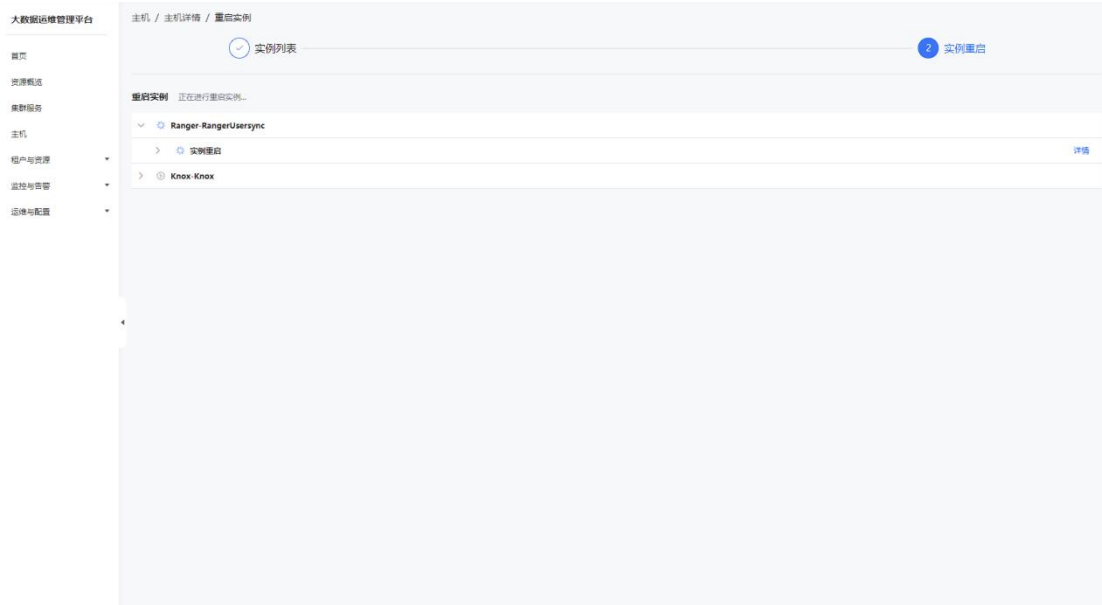 大数据运维管理平台
主机 / 主机详情 / 重启实例
实例列表
2 实例重启
首页
资源概览
集群服务
主机
租户与资源
监控与告警
运维与配置
重启实例 正在进行重启实例...
Ranger-RangerUsersync
实例重启 详情
Knox-Knox